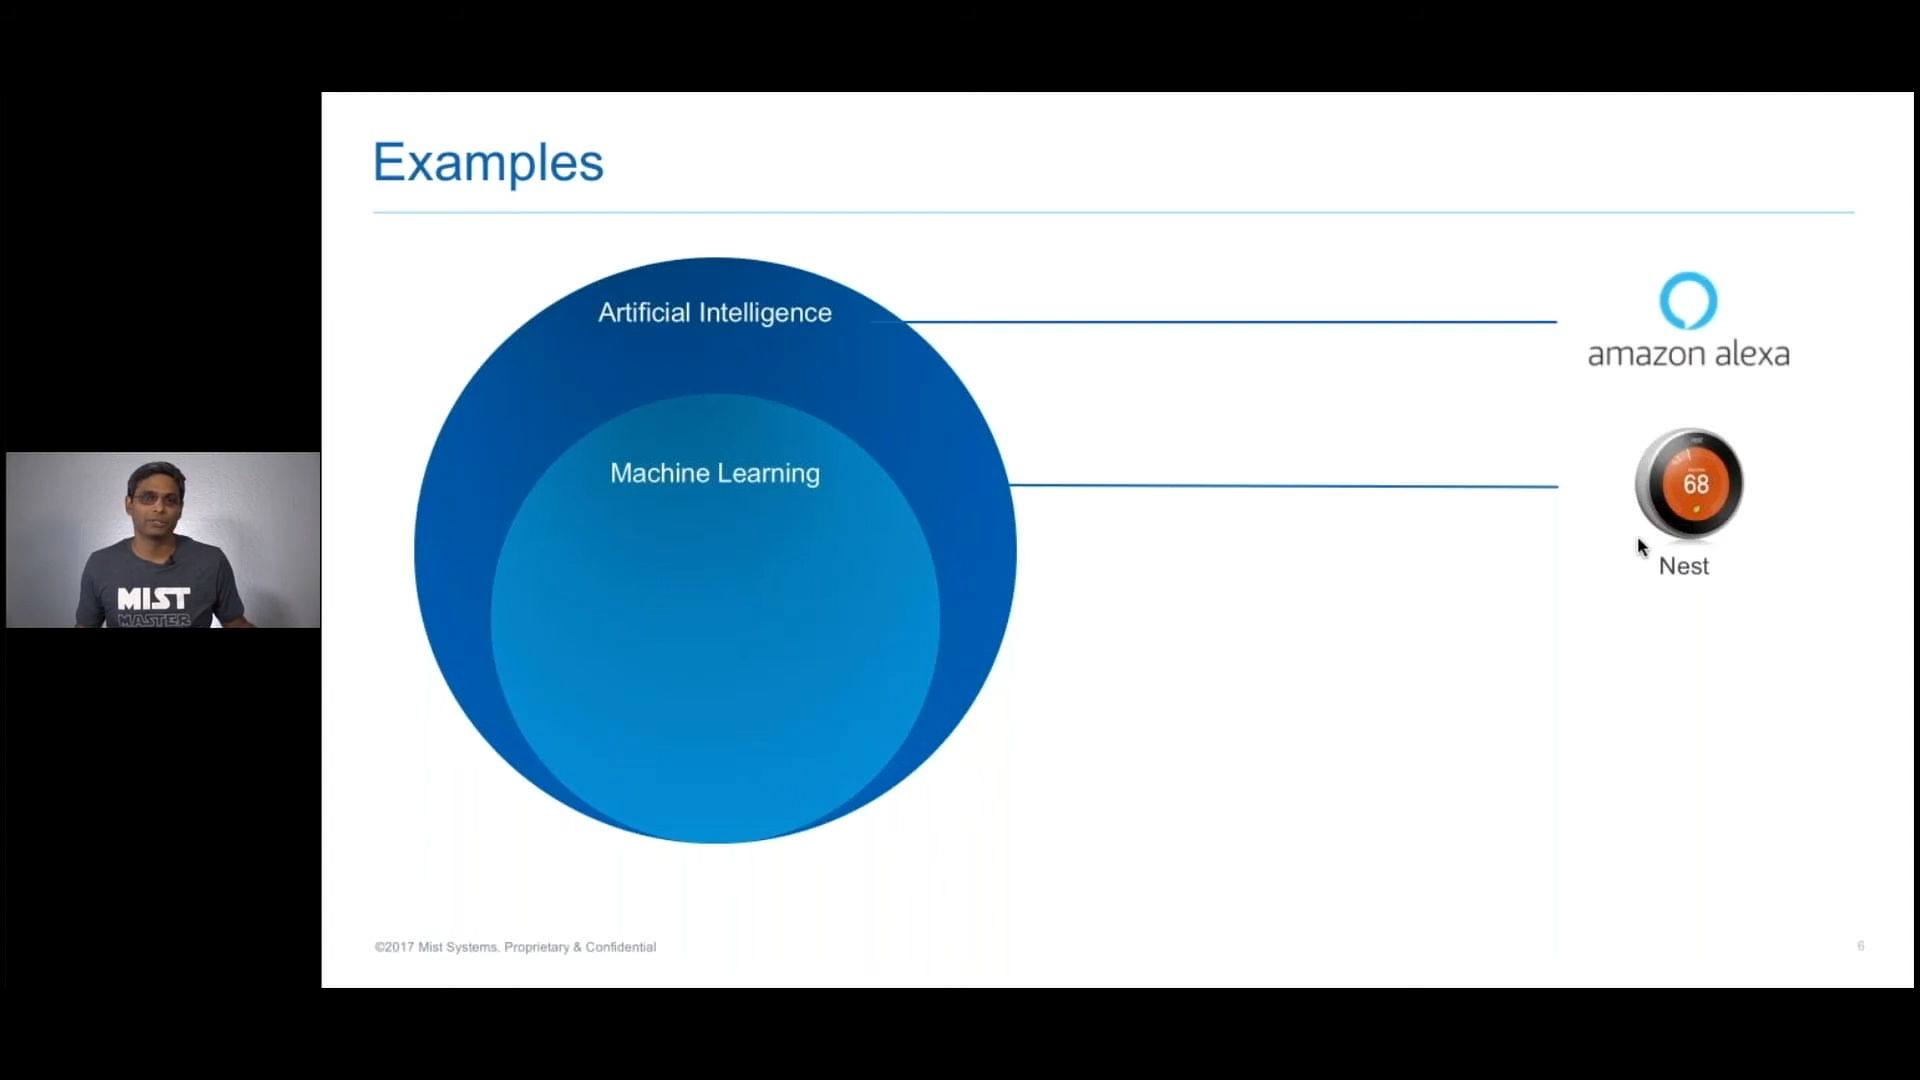 Examples
Artificial Intelligence
amazon alexa
Machine Learning
68
Nest
MIST
MASTER
©2017 Mist Systems. Proprietary & Confidential
6